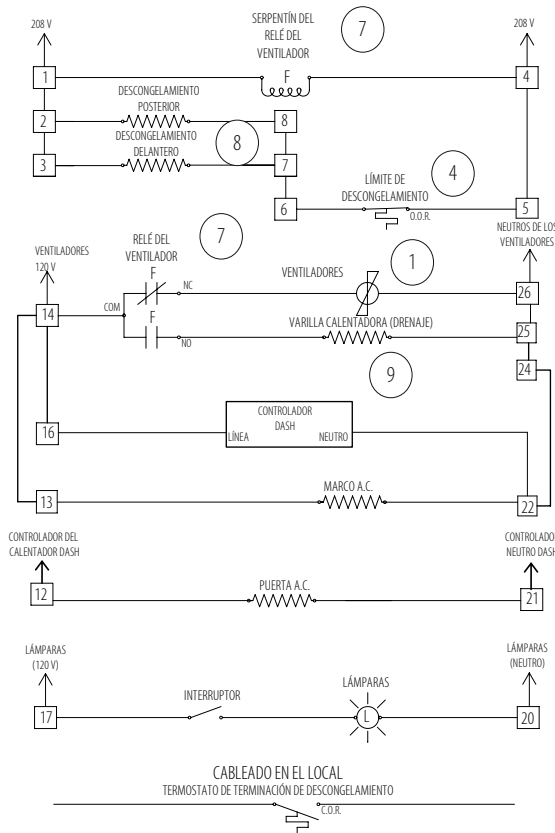 SERPENTÍN DEL
RELÉ DEL
VENTILADOR
7
208 V
208 V
1
F
4
DESCONGELAMIENTO
POSTERIOR
2
8
DESCONGELAMIENTO
DELANTERO
3
8
7
4
LÍMITE DE
DESCONGELAMIENTO
6
O.O.R.
5
7
NEUTROS DE LOS
VENTILADORES
VENTILADORES
120 V
RELÉ DEL
VENTILADOR
1
F
NC
VENTILADORES
26
14
COM
F
NO
VARILLA CALENTADORA (DRENAJE)
25
24
9
16
CONTROLADOR
DASH
LÍNEA
NEUTRO
13
MARCO A.C.
22
CONTROLADOR DEL
CALENTADOR DASH
CONTROLADOR
NEUTRO DASH
12
PUERTA A.C.
21
LÁMPARAS
(120 V)
LÁMPARAS
(NEUTRO)
INTERRUPTOR
LÁMPARAS
17
L
20
CABLEADO EN EL LOCAL
TERMOSTATO DE TERMINACIÓN DE DESCONGELAMIENTO
C.O.R.